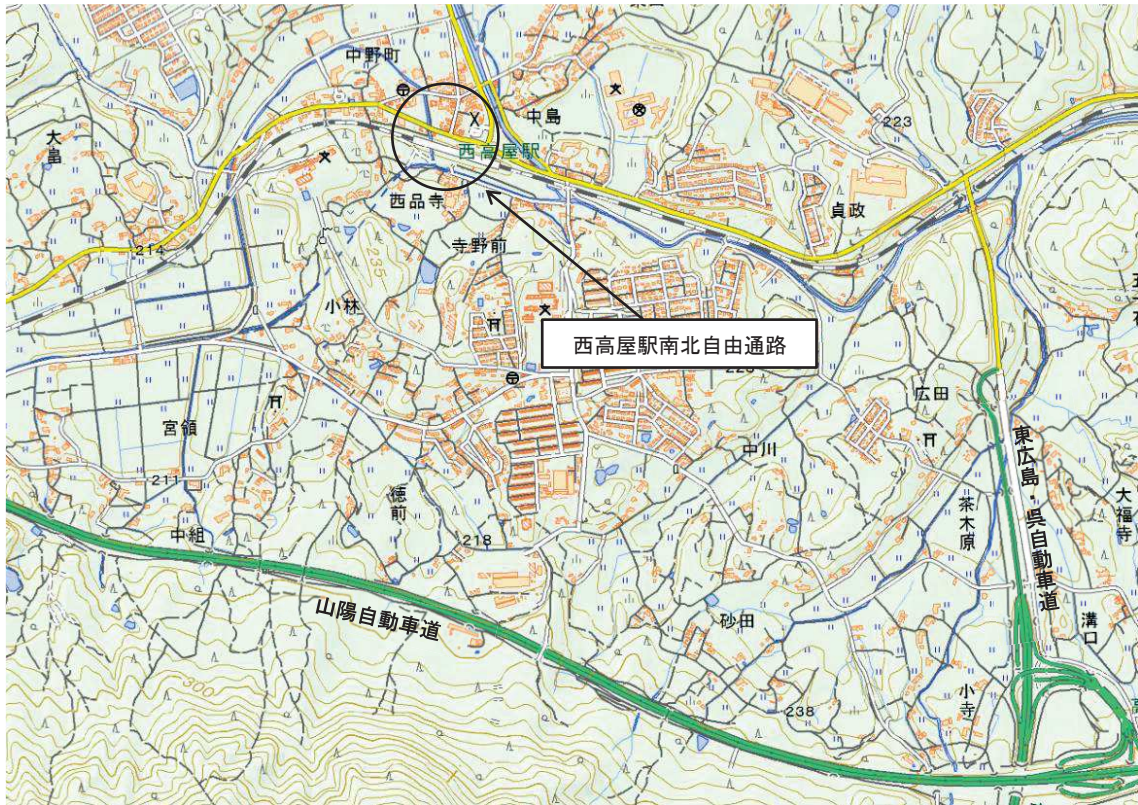 中野町
中島
223
大畠
西高屋駅
西品寺
貞政
寺野前
214
235
小林
西高屋駅南北自由通路
広田
宮領
中川
東広島・呉自動車道
211
徳前
大福寺
茶木原
中組
218
山陽自動車道
砂田
溝口
300
小寺
238